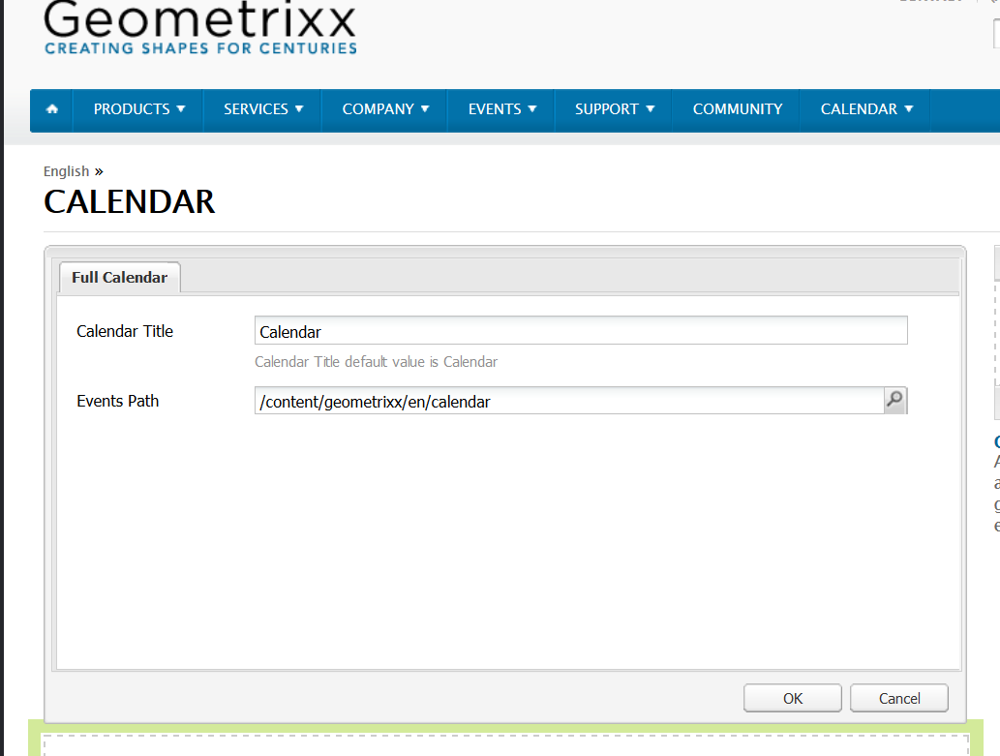 Geometrixx
CREATING SHAPES FOR CENTURIES
PRODUCTS SERVICES COMPANY EVENTS SUPPORT COMMUNITY CALENDAR
English »
CALENDAR
Full Calendar
Calendar Title Calendar
Calendar Title default value is Calendar
Events Path /content/geometrixx/en/calendar
OK Cancel